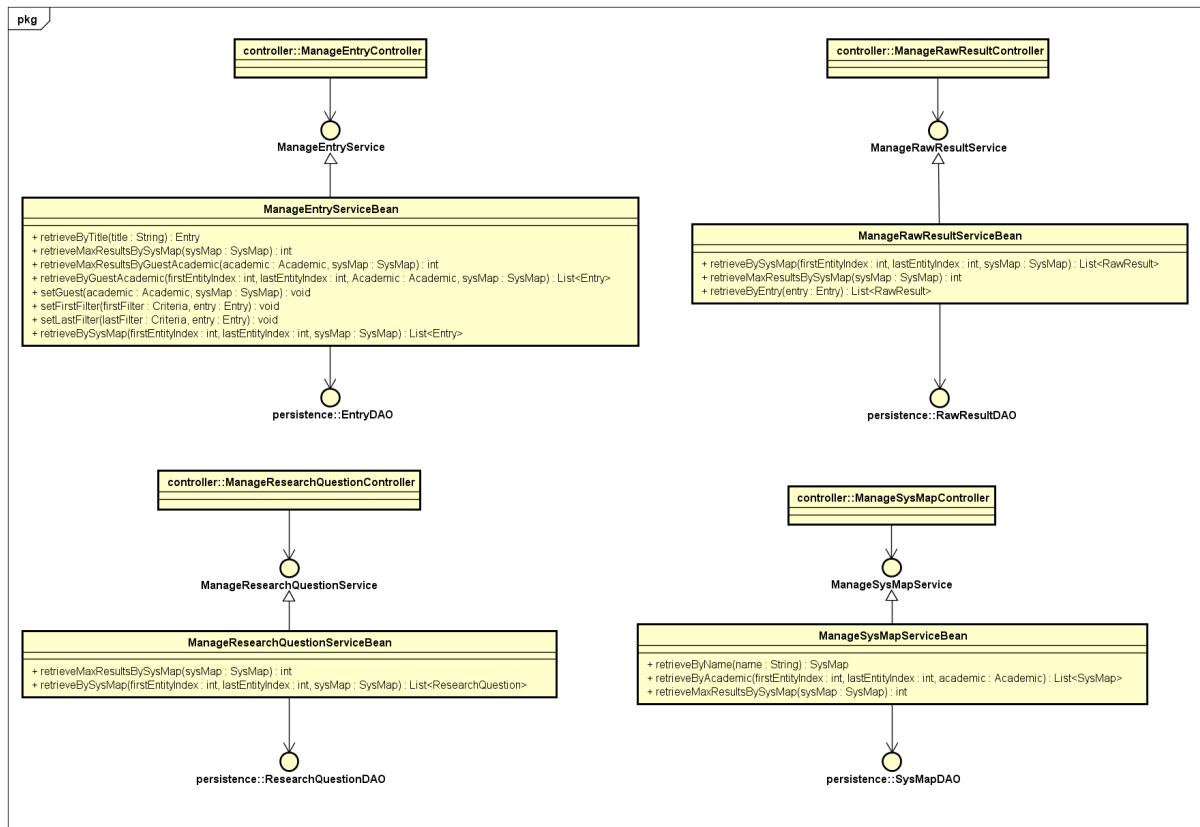 pkg
controller::ManageEntryController
ManageEntryService
ManageEntryServiceBean
+ retrieveByTitle(title : String) : Entry
+ retrieveMaxResultsBySysMap(sysMap : SysMap) : int
+ retrieveMaxResultsByGuestAcademic(academic : Academic, sysMap : SysMap) : int
+ retrieveByGuestAcademic(firstEntityIndex : int, lastEntityIndex : int, Academic : Academic, sysMap : SysMap) : List<Entry>
+ setGuest(academic : Academic, sysMap : SysMap) : void
+ setFirstFilter(firstFilter : Criteria, entry : Entry) : void
+ setLastFilter(lastFilter : Criteria, entry : Entry) : void
+ retrieveBySysMap(firstEntityIndex : int, lastEntityIndex : int, sysMap : SysMap) : List<Entry>
persistence::EntryDAO
controller::ManageRawResultController
ManageRawResultService
ManageRawResultServiceBean
+ retrieveBySysMap(firstEntityIndex : int, lastEntityIndex : int, sysMap : SysMap) : List<RawResult>
+ retrieveMaxResultsBySysMap(sysMap : SysMap) : int
+ retrieveByEntry(entry : Entry) : List<RawResult>
persistence::RawResultDAO
controller::ManageResearchQuestionController
ManageResearchQuestionService
ManageResearchQuestionServiceBean
+ retrieveMaxResultsBySysMap(sysMap : SysMap) : int
+ retrieveBySysMap(firstEntityIndex : int, lastEntityIndex : int, sysMap : SysMap) : List<ResearchQuestion>
persistence::ResearchQuestionDAO
controller::ManageSysMapController
ManageSysMapService
ManageSysMapServiceBean
+ retrieveByName(name : String) : SysMap
+ retrieveByAcademic(firstEntityIndex : int, lastEntityIndex : int, academic : Academic) : List<SysMap>
+ retrieveMaxResultsBySysMap(sysMap : SysMap) : int
persistence::SysMapDAO